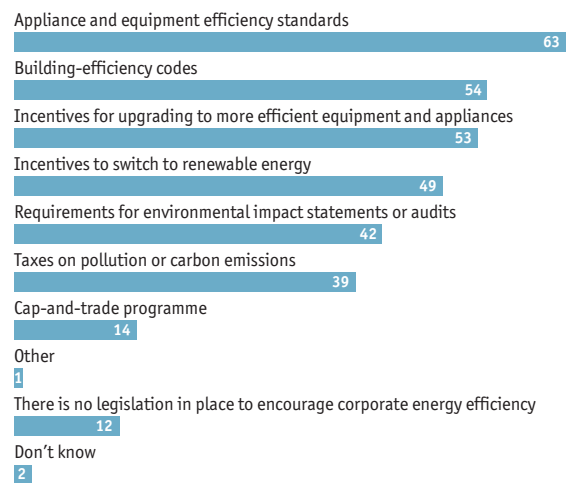 Appliance and equipment efficiency standards
63
Building-efficiency codes
54
Incentives for upgrading to more efficient equipment and appliances
53
Incentives to switch to renewable energy
49
Requirements for environmental impact statements or audits
42
Taxes on pollution or carbon emissions
39
Cap-and-trade programme
14
Other
1
There is no legislation in place to encourage corporate energy efficiency
12
Don’t know
2